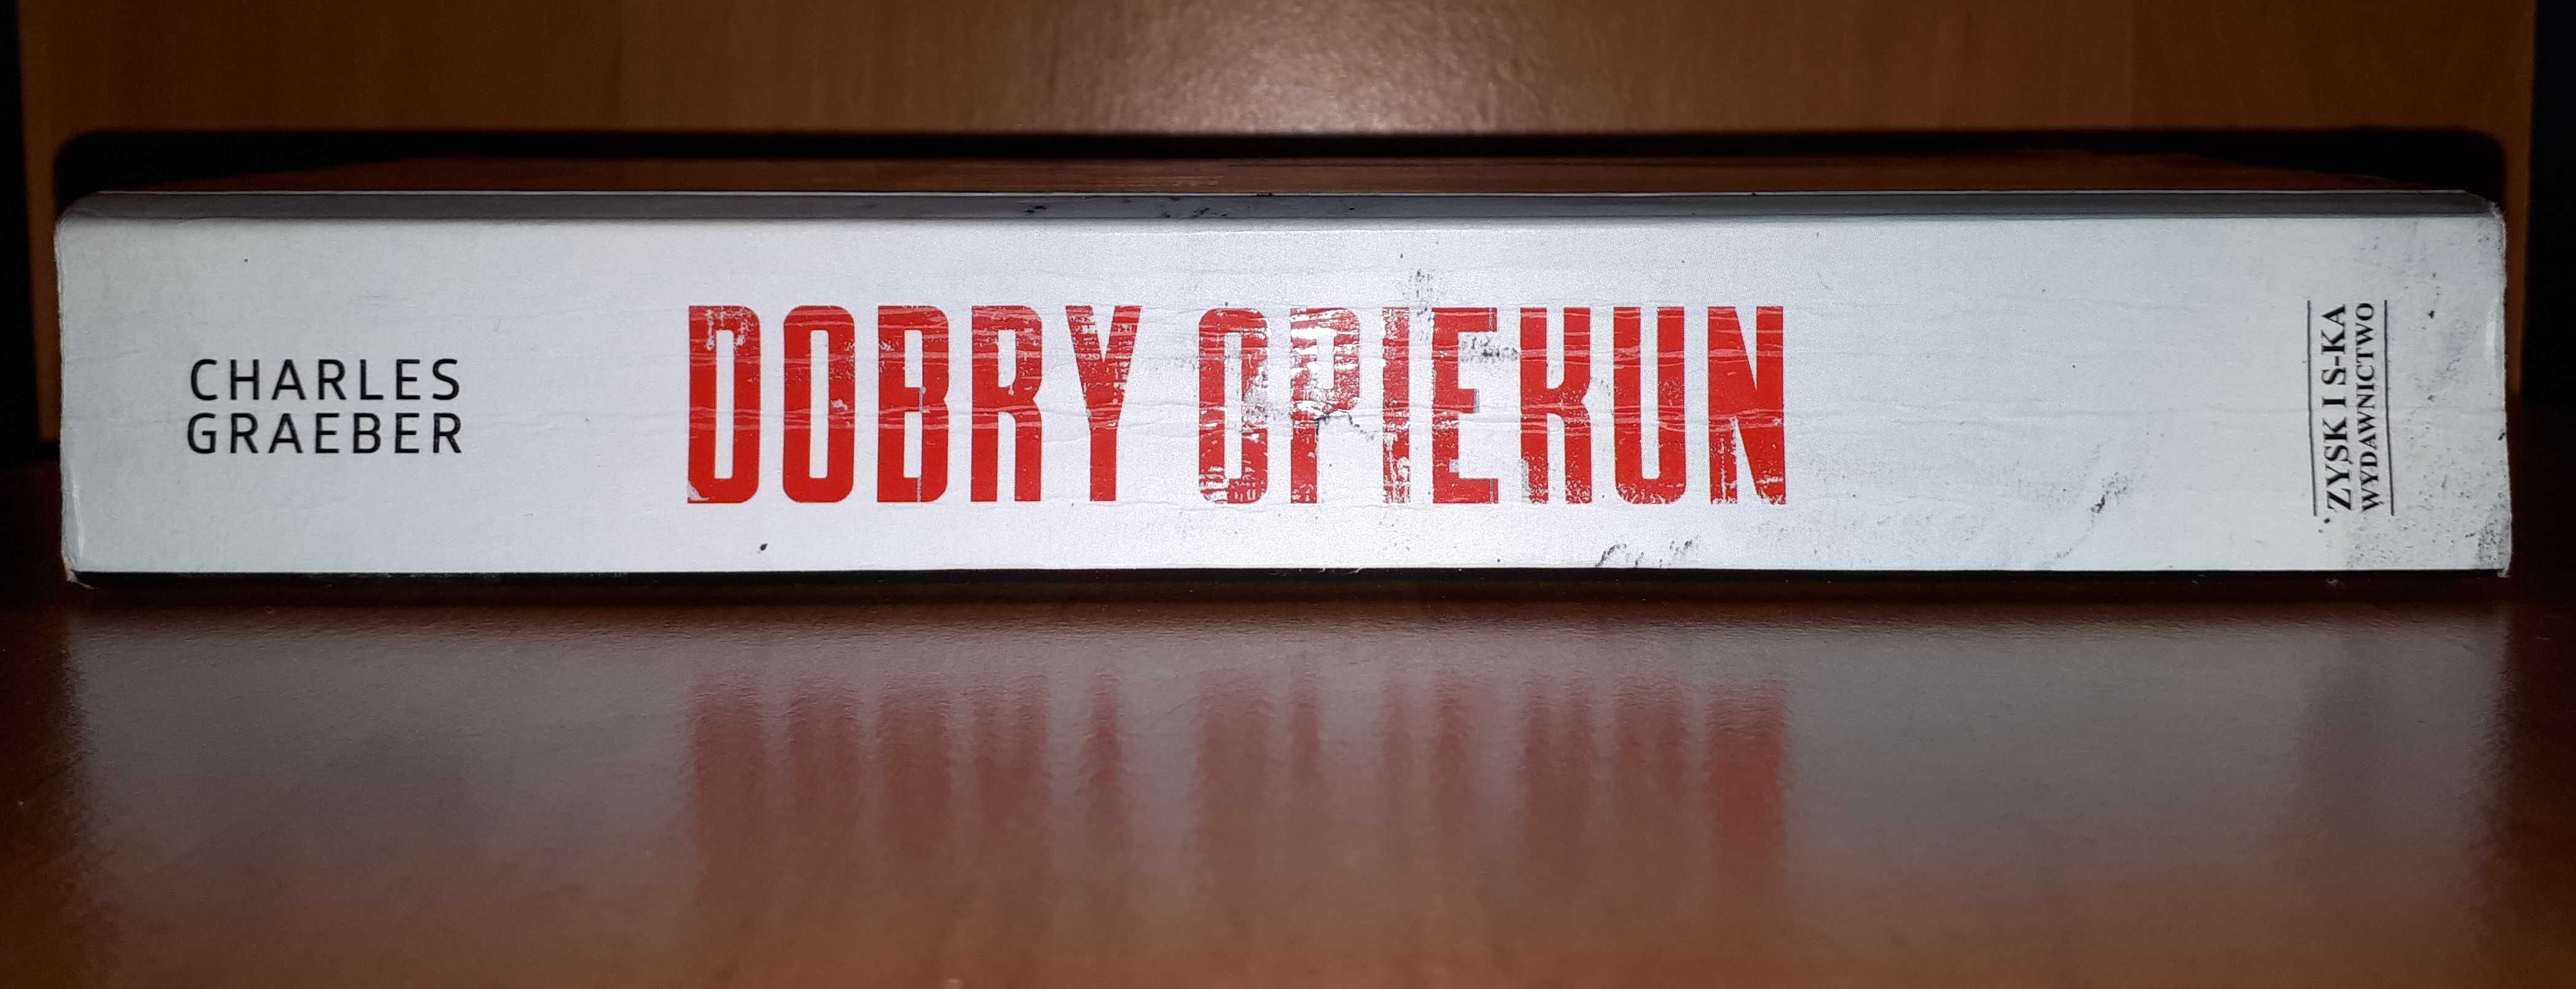 CHARLES
GRAEBER
DOBRY OPIEKUN
ZYSK I S-KA
WYDAWNICTWO